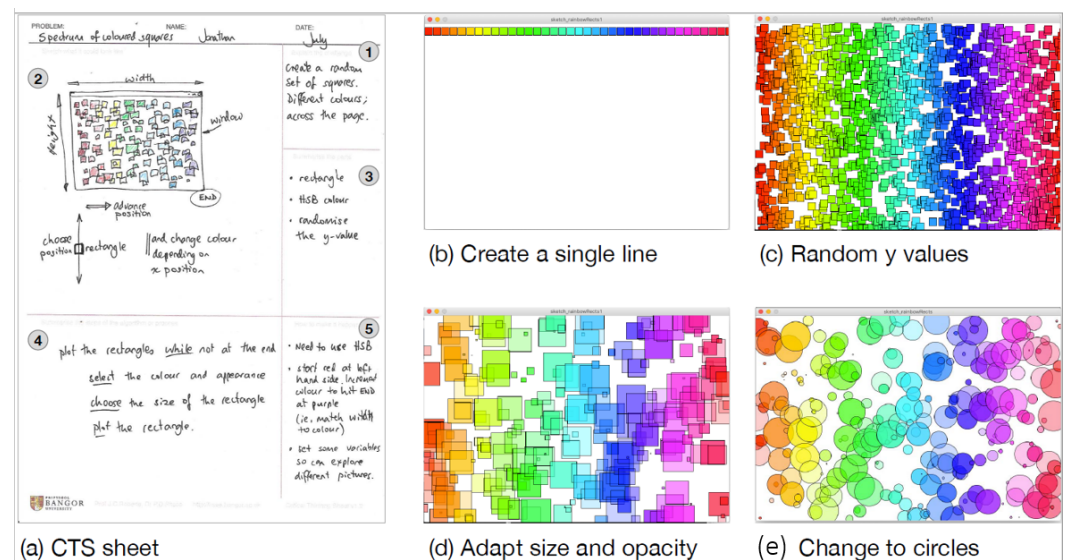 PROBLEM:
NAME:
DATE:
Spectrum of coloured squares
Jonathan
July
1
create a random
set of squares.
Different colours;
across the page.
2
width
height
window
END
advance
position
choose
position
rectangle
and change colour
depending on
x position
3
• rectangle
• HSB colour
• randomise
the y-value
4
plot the rectangles while not at the end
select the colour and appearance
choose the size of the rectangle
plot the rectangle.
5
• Need to use HSB
• start red at left
hand side. Increment
colour to hit END
at purple
(ie. match width
to colour)
• Set some variables
so can explore
different pictures.
PRIFYSGOL
BANGOR
UNIVERSITY
(a) CTS sheet
sketch_rainbowRects1
(b) Create a single line
sketch_rainbowRects1
(c) Random y values
sketch_rainbowRects1
(d) Adapt size and opacity
sketch_rainbowRects
(e) Change to circles